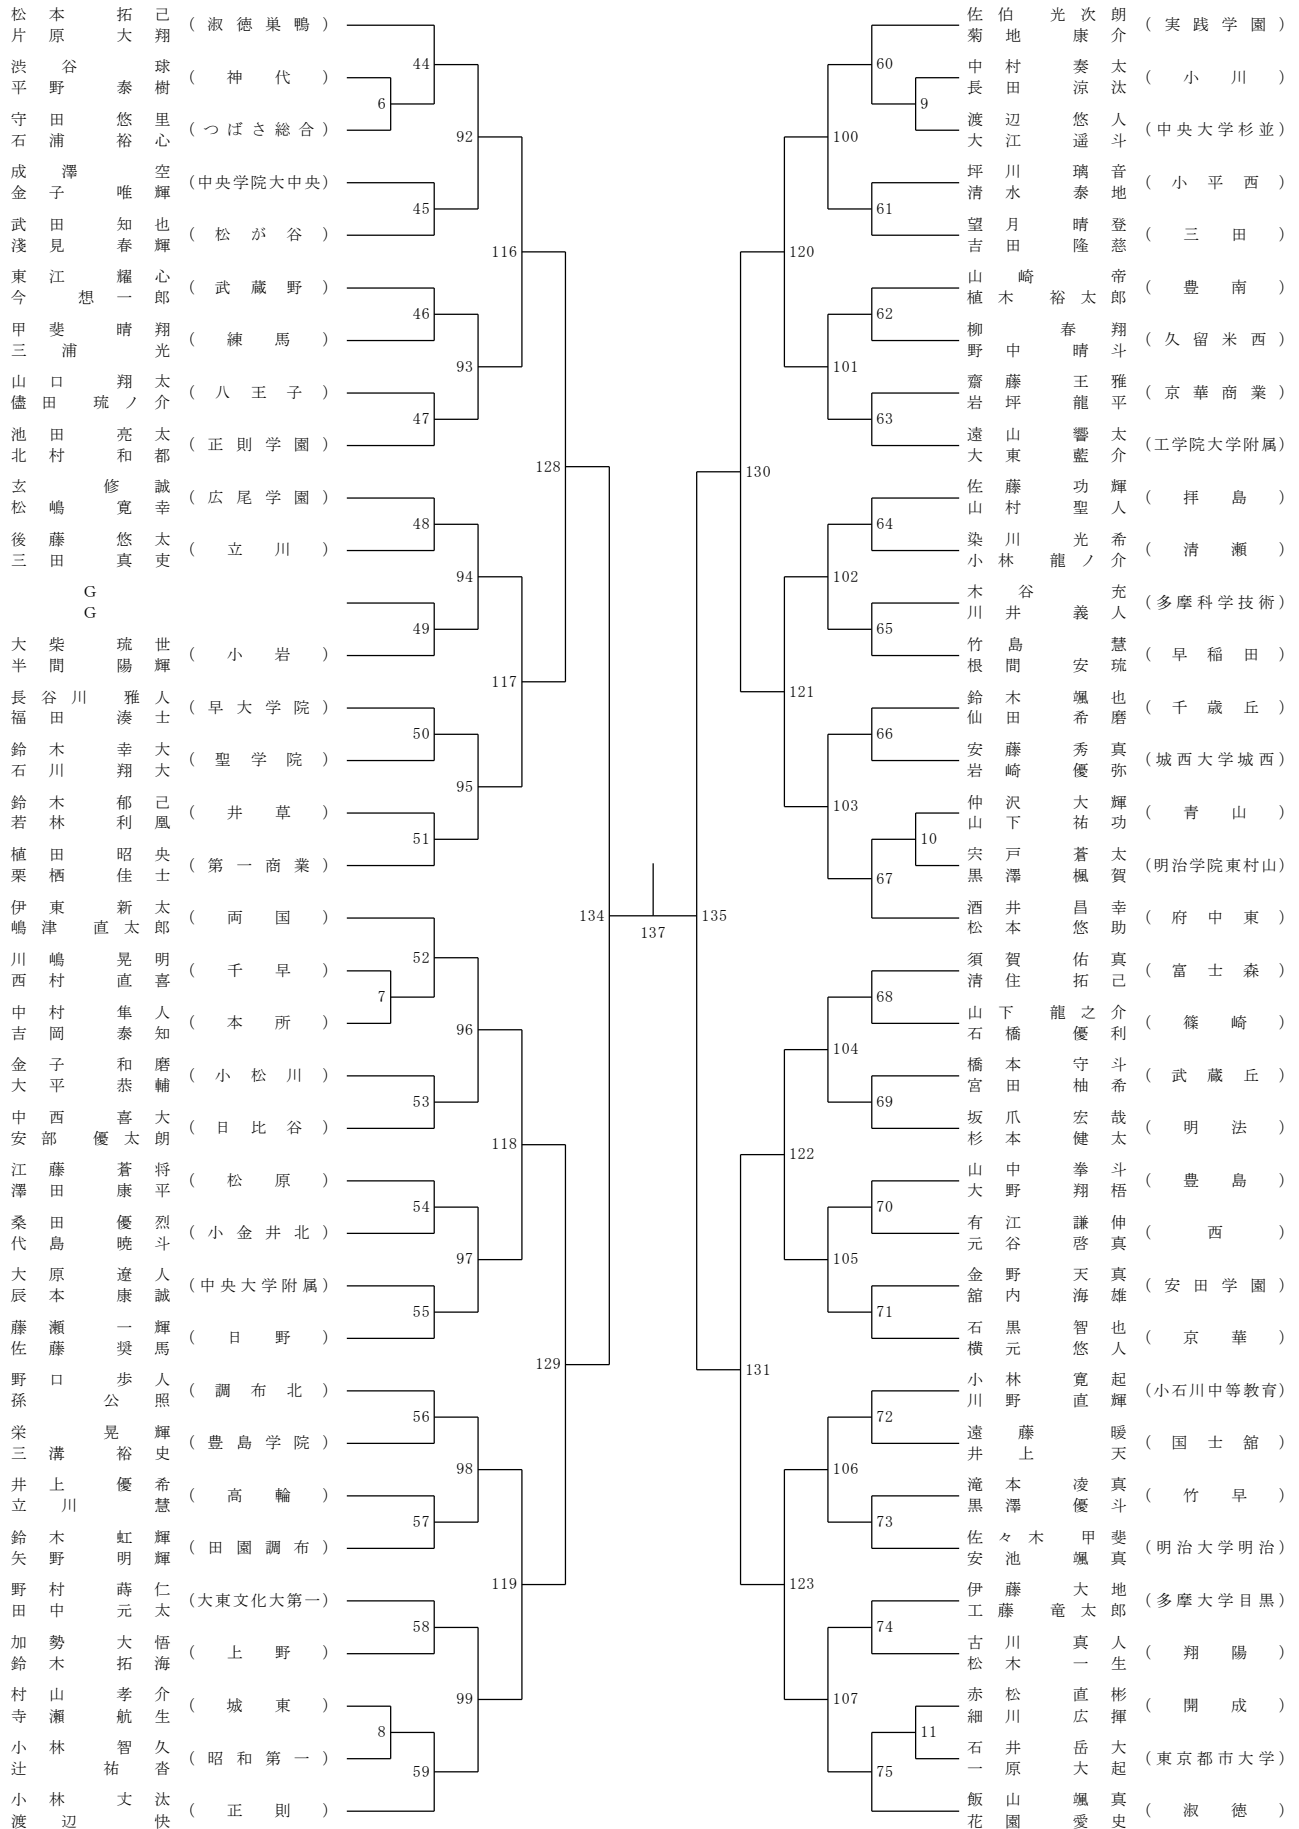 松本 拓己
片原 大翔
(淑徳巣鴨)
44
渋谷 球
平野 泰樹
(神代)
6
守田 悠里
石浦 裕心
(つばさ総合)
92
成澤 空
金子 唯輝
(中央学院大中央)
45
武田 知也
淺見 春輝
(松が谷)
116
東江 耀心
今 想一郎
(武蔵野)
46
甲斐 晴翔
三浦 光
(練馬)
93
山口 翔太
儘田 琉ノ介
(八王子)
47
池田 亮太
北村 和都
(正則学園)
128
玄 修誠
松嶋 寛幸
(広尾学園)
48
後藤 悠太
三田 真吏
(立川)
94
G
G
49
大柴 琉世
半間 陽輝
(小岩)
117
長谷川 雅人
福田 湊士
(早大学院)
50
鈴木 幸大
石川 翔大
(聖学院)
95
鈴木 郁己
若林 利凰
(井草)
51
植田 昭央
栗栖 佳士
(第一商業)
134
伊東 新太
嶋津 直太郎
(両国)
52
川嶋 晃明
西村 直喜
(千早)
7
中村 隼人
吉岡 泰知
(本所)
96
金子 和磨
大平 恭輔
(小松川)
53
中西 喜大
安部 優太朗
(日比谷)
118
江藤 蒼将
澤田 康平
(松原)
54
桑田 優烈
代島 暁斗
(小金井北)
97
大原 遼人
辰本 康誠
(中央大学附属)
55
藤瀬 一輝
佐藤 奨馬
(日野)
129
野口 歩人
孫 公照
(調布北)
56
栄 晃輝
三溝 裕史
(豊島学院)
98
井上 優希
立川 慧
(高輪)
57
鈴木 虹輝
矢野 明輝
(田園調布)
119
野村 蒔仁
田中 元太
(大東文化大第一)
58
加勢 大悟
鈴木 拓海
(上野)
99
村山 孝介
寺瀬 航生
(城東)
8
小林 智久
辻 祐沓
(昭和第一)
59
小林 丈汰
渡辺 快
(正則)
137
佐伯 光次朗
菊地 康介
(実践学園)
60
中村 奏太
長田 涼汰
(小川)
9
渡辺 悠人
大江 遥斗
(中央大学杉並)
100
坪川 璃音
清水 泰地
(小平西)
61
望月 晴登
吉田 隆慈
(三田)
120
山崎 帝
植木 裕太郎
(豊南)
62
柳 春翔
野中 晴斗
(久留米西)
101
齋藤 王雅
岩坪 龍平
(京華商業)
63
遠山 響太
大東 藍介
(工学院大学附属)
130
佐藤 功輝
山村 聖人
(拝島)
64
染川 光希
小林 龍ノ介
(清瀬)
102
木谷 充
川井 義人
(多摩科学技術)
65
竹島 慧
根間 安琉
(早稲田)
121
鈴木 颯也
仙田 希磨
(千歳丘)
66
安藤 秀真
岩崎 優弥
(城西大学城西)
103
仲沢 大輝
山下 祐功
(青山)
10
宍戸 蒼太
黒澤 楓賀
(明治学院東村山)
67
酒井 昌幸
松本 悠助
(府中東)
135
須賀 佑真
清住 拓己
(富士森)
68
山下 龍之介
石橋 優利
(篠崎)
104
橋本 守斗
宮田 柚希
(武蔵丘)
69
坂爪 宏哉
杉本 健太
(明法)
122
山中 拳斗
大野 翔梧
(豊島)
70
有江 謙伸
元谷 啓真
(西)
105
金野 天真
舘内 海雄
(安田学園)
71
石黒 智也
横元 悠人
(京華)
131
小林 寛起
川野 直輝
(小石川中等教育)
72
遠藤 暖
井上 天
(国士舘)
106
滝本 凌真
黒澤 優斗
(竹早)
73
佐々木 甲斐
安池 颯真
(明治大学明治)
123
伊藤 大地
工藤 竜太郎
(多摩大学目黒)
74
古川 真人
松木 一生
(翔陽)
107
赤松 直彬
細川 広揮
(開成)
11
石井 岳大
一原 大起
(東京都市大学)
75
飯山 颯真
花園 愛史
(淑徳)